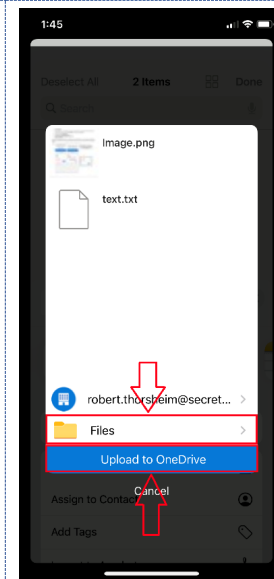 1:45
Deselect All 2 Items Done
Search
Image.png
text.txt
robert.thorsheim@secret...
Files
Upload to OneDrive
Cancel
Assign to Contact
Add Tags